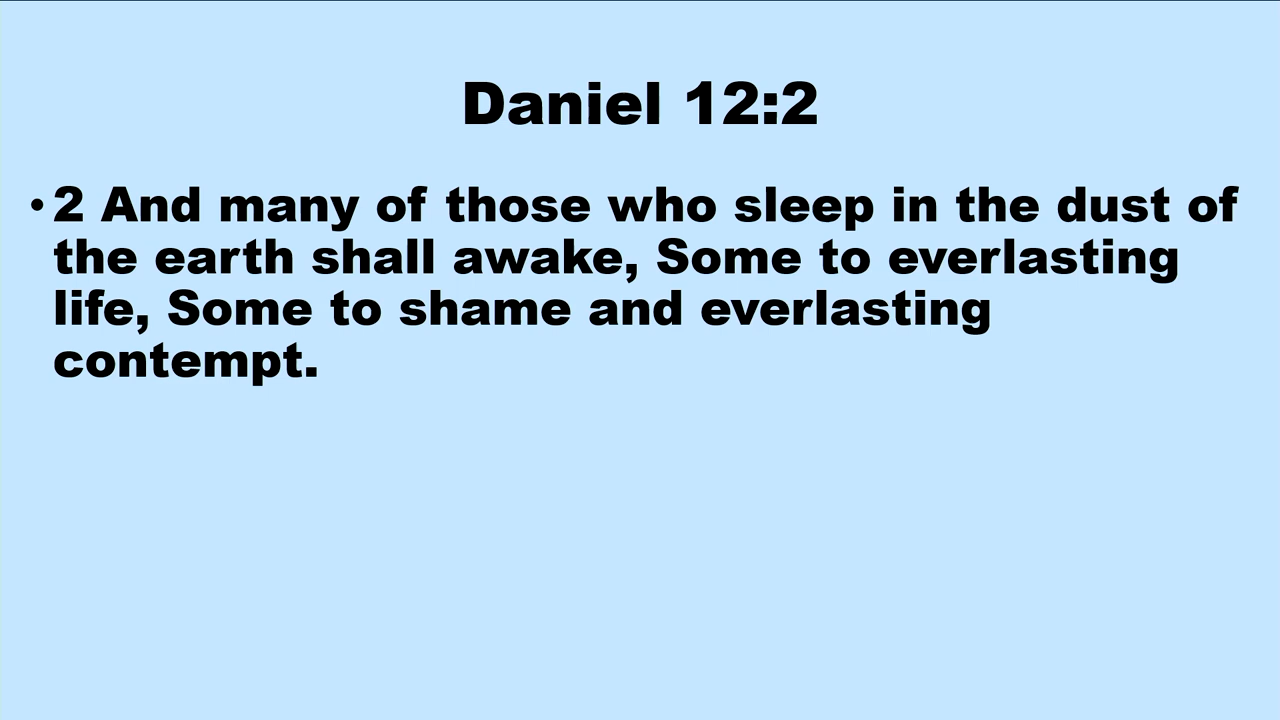 Daniel 12:2
• 2 And many of those who sleep in the dust of
the earth shall awake, Some to everlasting
life, Some to shame and everlasting
contempt.